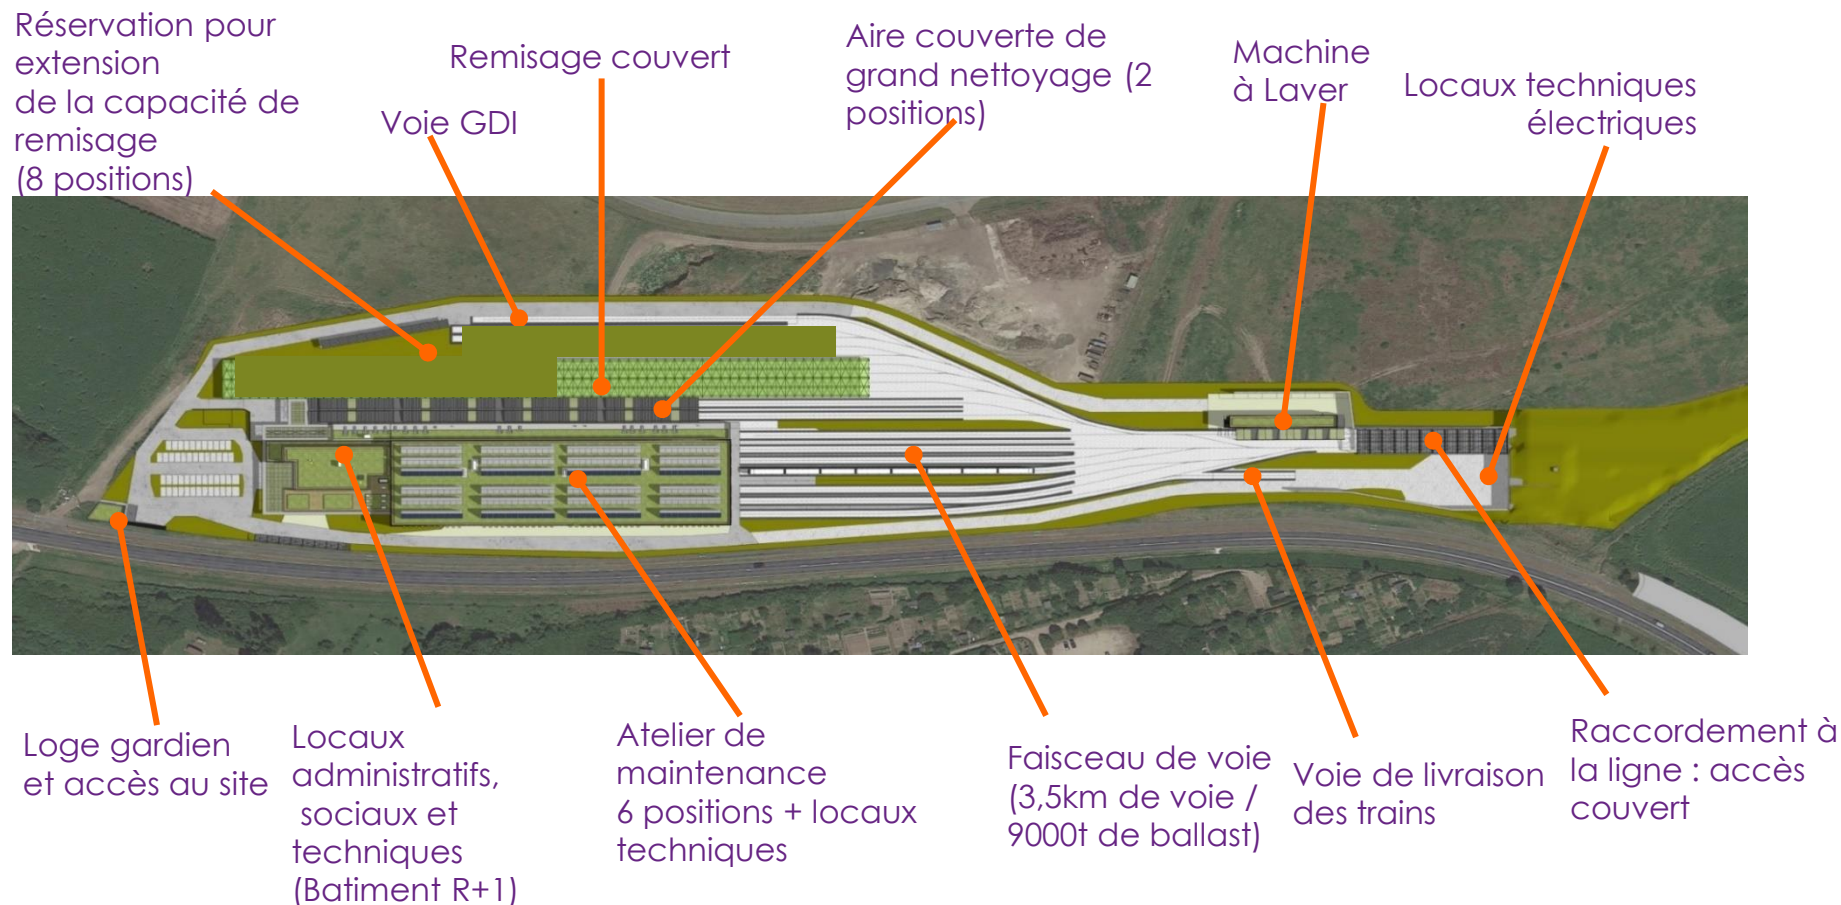 Réservation pour
extension
de la capacité de
remisage
(8 positions)
Voie GDI
Remisage couvert
Aire couverte de
grand nettoyage (2
positions)
Machine
à Laver
Locaux techniques
électriques
Loge gardien
et accès au site
Locaux
administratifs,
sociaux et
techniques
(Batiment R+1)
Atelier de
maintenance
6 positions + locaux
techniques
Faisceau de voie
(3,5km de voie /
9000t de ballast)
Voie de livraison
des trains
Raccordement à
la ligne : accès
couvert